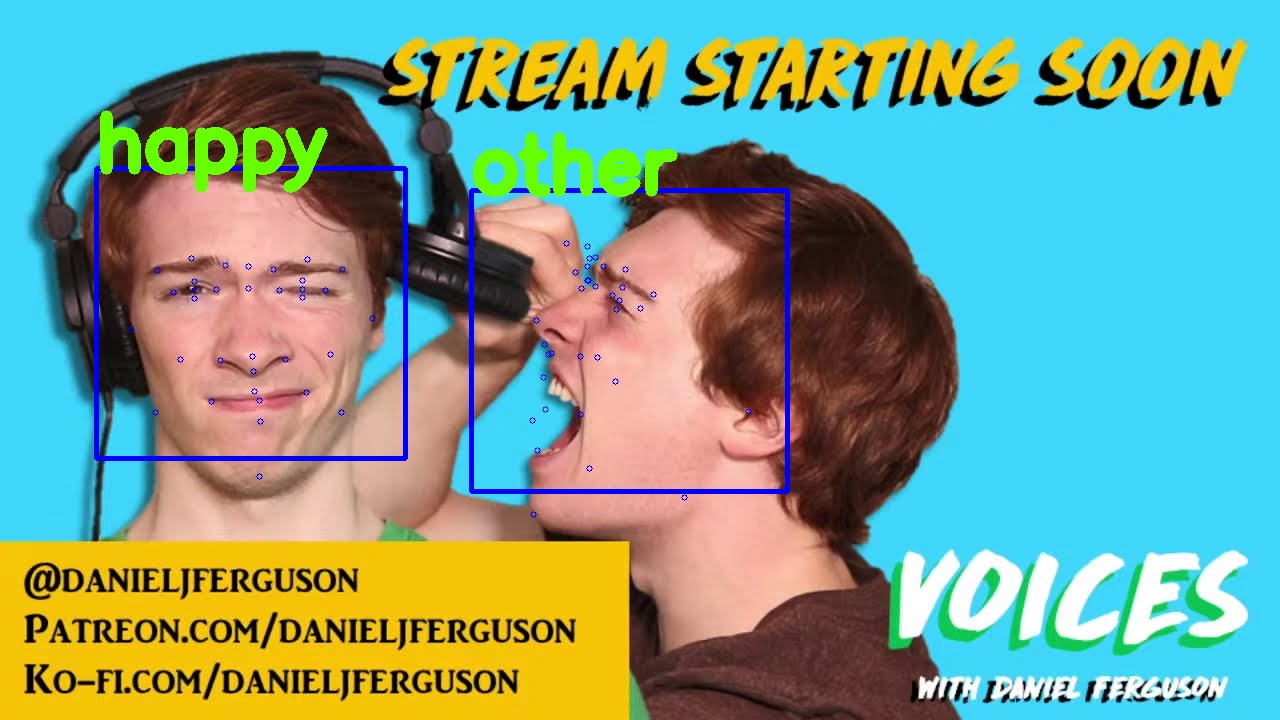 STREAM STARTING SOON
happy
other
@DANIELJFERGUSON
PATREON.COM/DANIELJFERGUSON
KO-FI.COM/DANIELJFERGUSON
VOICES
WITH DANIEL FERGUSON